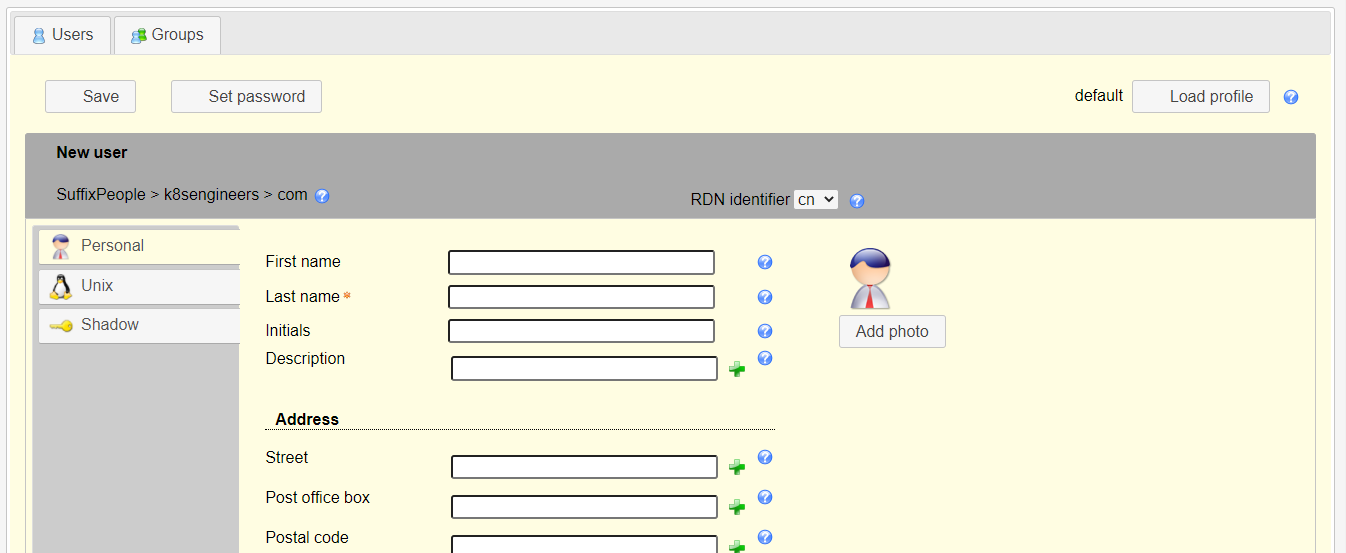 Users Groups
Save Set password default Load profile
New user
SuffixPeople > k8sengineers > com RDN identifier cn
Personal
Unix
Shadow
First name
Last name *
Initials
Description
Add photo
Address
Street
Post office box
Postal code